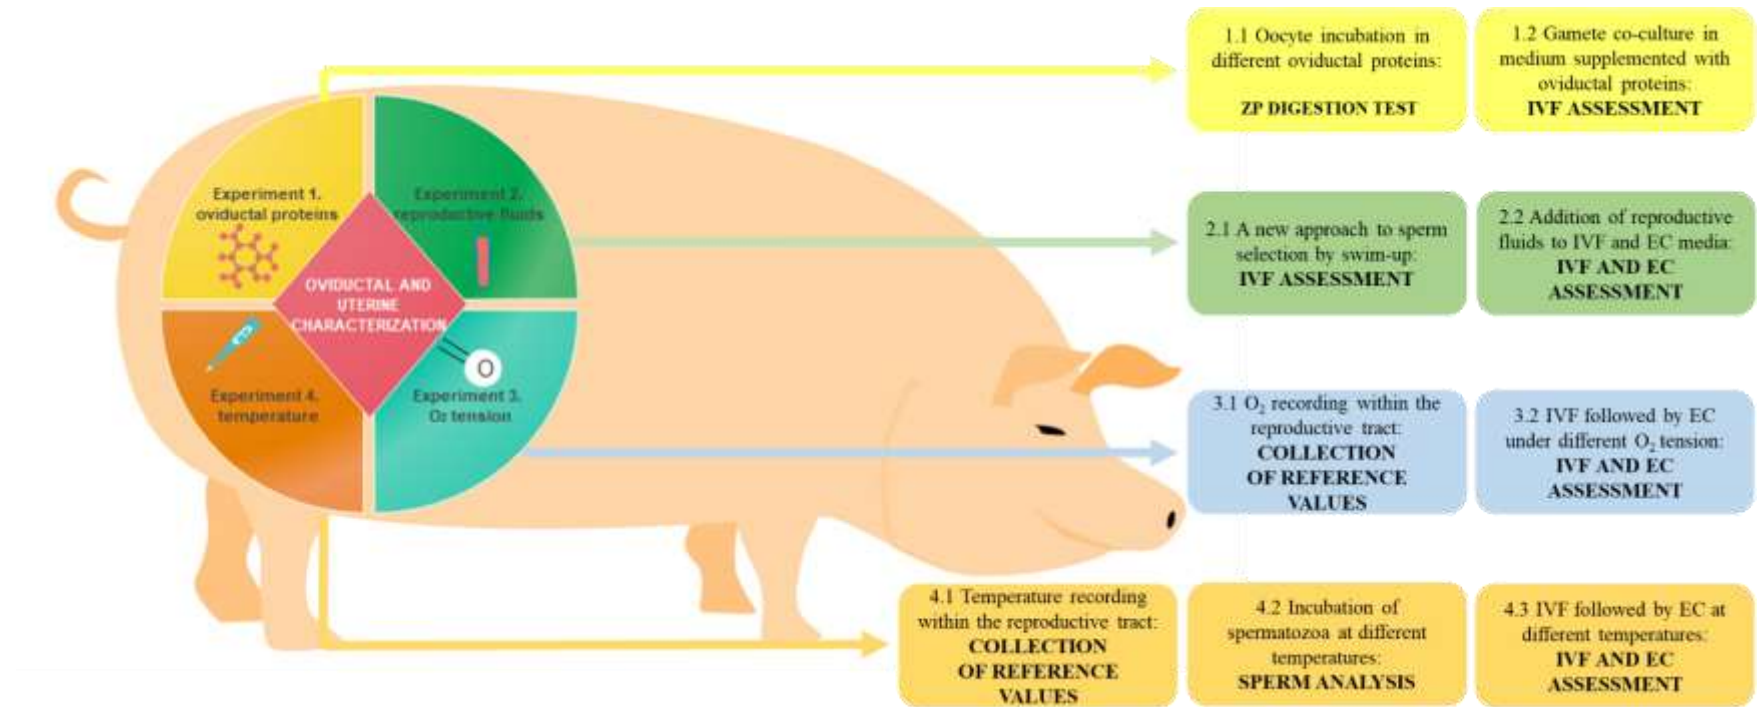 Experiment 1.
oviductal proteins
Experiment 2.
reproductive fluids
OVIDUCTAL AND
UTERINE
CHARACTERIZATION
O
Experiment 4.
temperature
Experiment 3.
O₂ tension
1.1 Oocyte incubation in
different oviductal proteins:
ZP DIGESTION TEST
1.2 Gamete co-culture in
medium supplemented with
oviductal proteins:
IVF ASSESSMENT
2.1 A new approach to sperm
selection by swim-up:
IVF ASSESSMENT
2.2 Addition of reproductive
fluids to IVF and EC media:
IVF AND EC
ASSESSMENT
3.1 O₂ recording within the
reproductive tract:
COLLECTION
OF REFERENCE
VALUES
3.2 IVF followed by EC
under different O₂ tension:
IVF AND EC
ASSESSMENT
4.1 Temperature recording
within the reproductive tract:
COLLECTION
OF REFERENCE
VALUES
4.2 Incubation of
spermatozoa at different
temperatures:
SPERM ANALYSIS
4.3 IVF followed by EC at
different temperatures:
IVF AND EC
ASSESSMENT